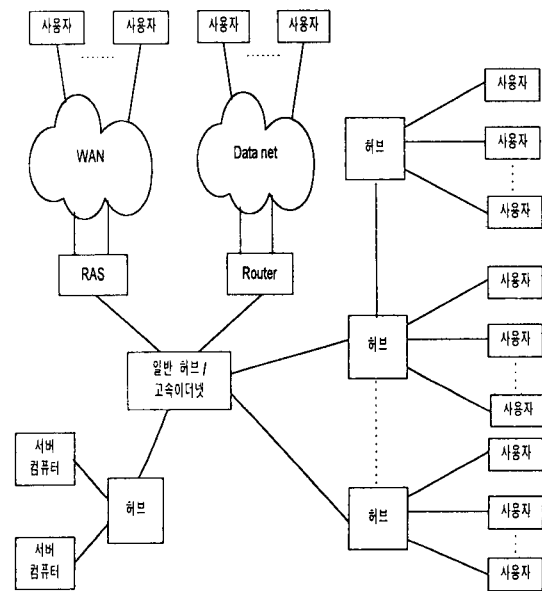 사용자
사용자
사용자
사용자
WAN
Data net
허브
사용자
사용자
사용자
RAS
Router
허브
사용자
사용자
사용자
일반 허브/
고속이더넷
서버
컴퓨터
허브
서버
컴퓨터
허브
사용자
사용자
사용자